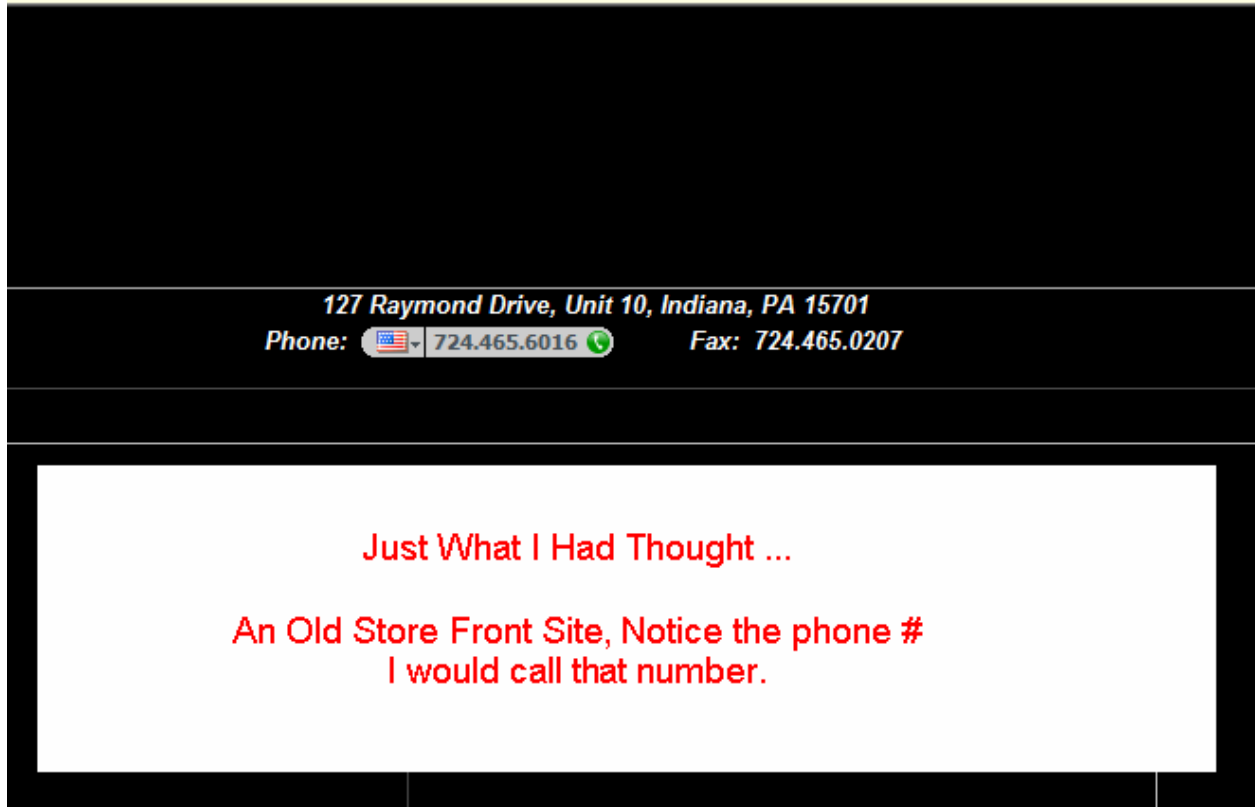 127 Raymond Drive, Unit 10, Indiana, PA 15701
Phone: 724.465.6016 Fax: 724.465.0207
Just What I Had Thought ...
An Old Store Front Site, Notice the phone #
I would call that number.